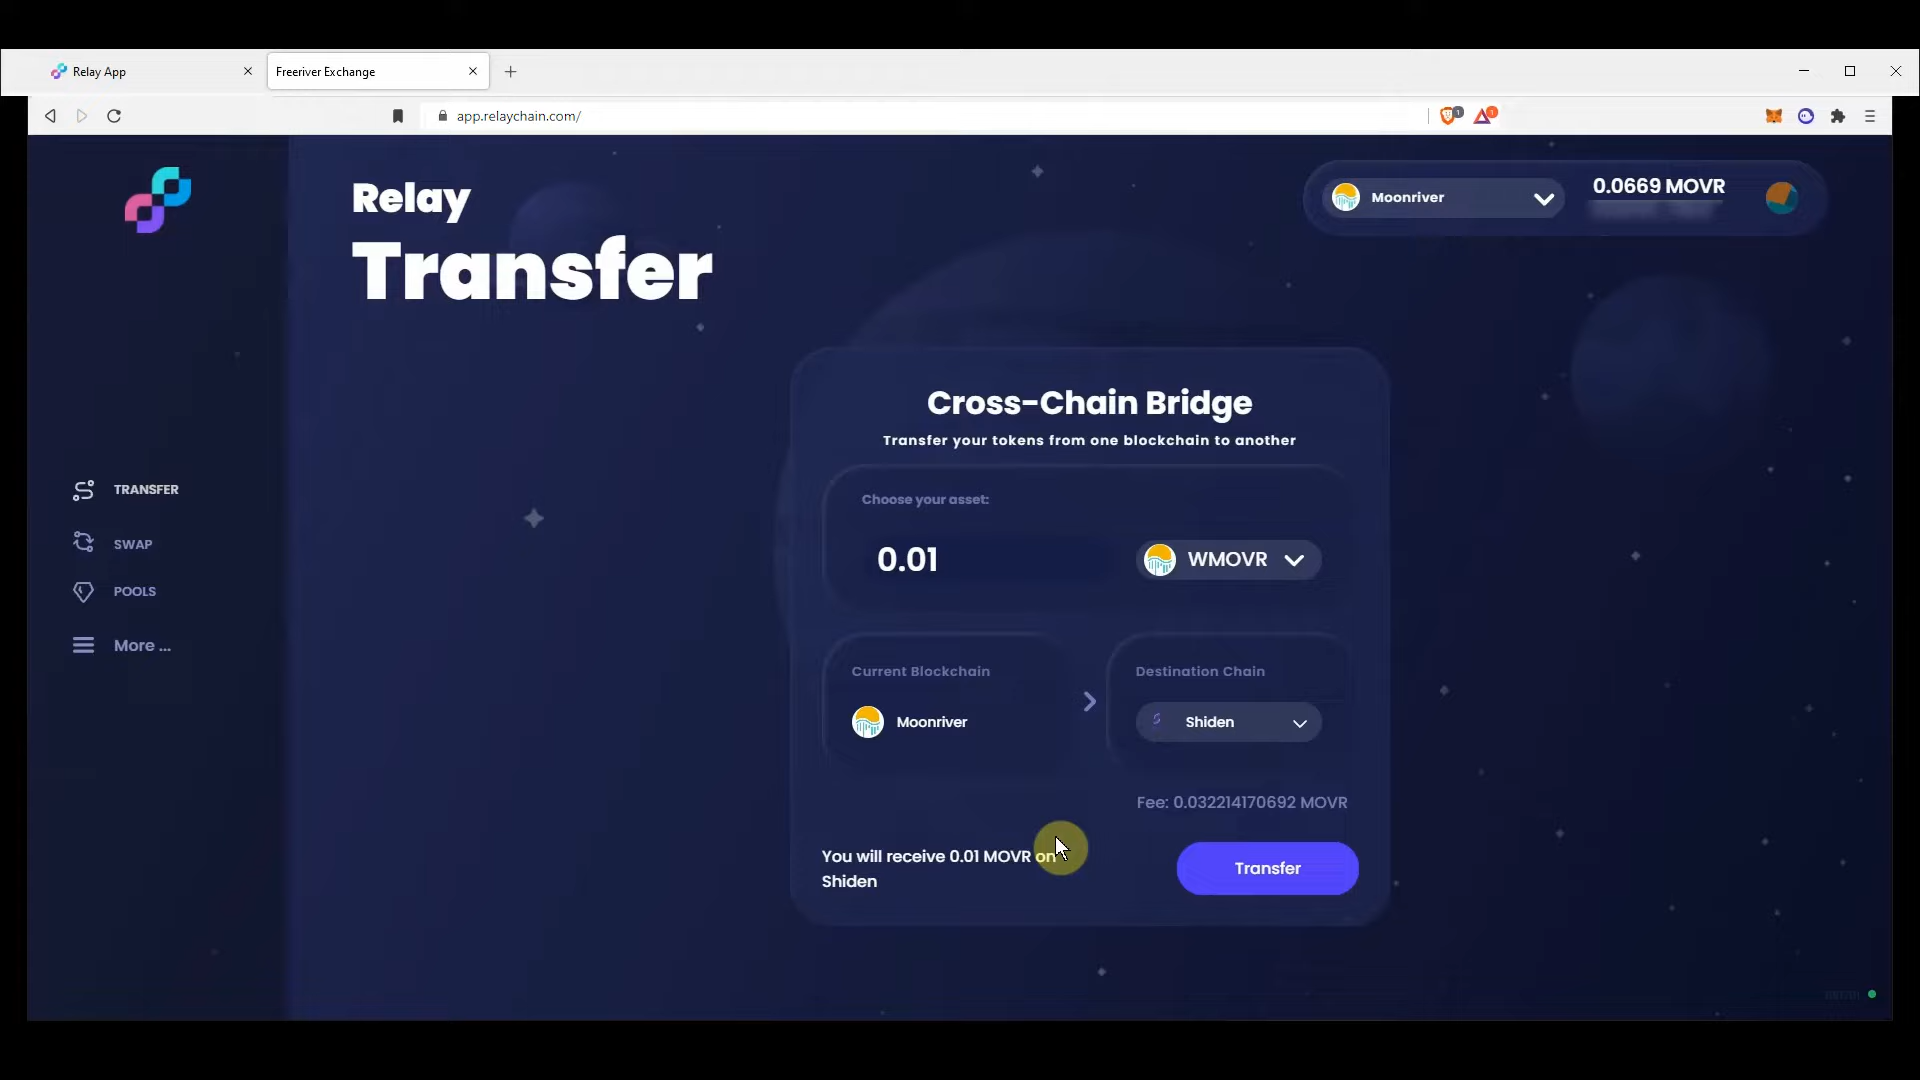 Relay App
Freeriver Exchange
app.relaychain.com/
Relay
Transfer
Moonriver
0.0669 MOVR
TRANSFER
SWAP
POOLS
More ...
Cross-Chain Bridge
Transfer your tokens from one blockchain to another
Choose your asset:
0.01
WMOVR
Current Blockchain
Moonriver
Destination Chain
Shiden
Fee: 0.032214170692 MOVR
You will receive 0.01 MOVR on
Shiden
Transfer